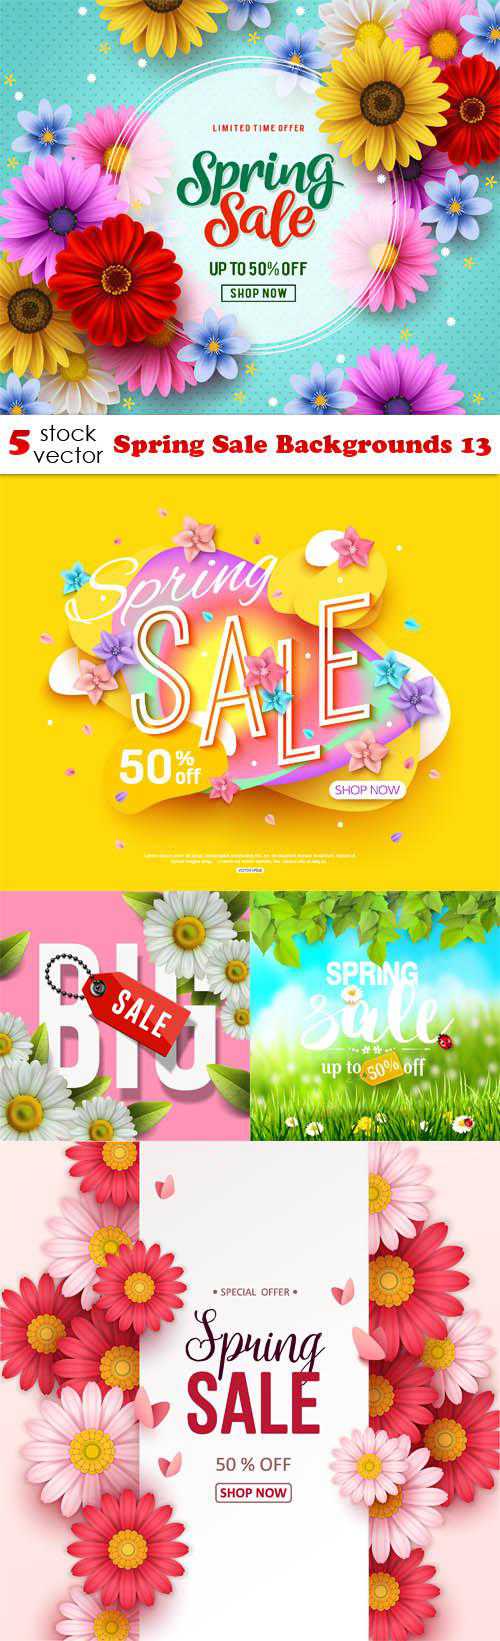 LIMITED TIME OFFER
Spring
Sale
UP TO 50% OFF
SHOP NOW
5 stock vector Spring Sale Backgrounds 13
Spring
SALE
50% off
SHOP NOW
VECTOR EPS10
BIG
SALE
SPRING
sale
up to 50% off
• SPECIAL OFFER •
Spring
SALE
50 % OFF
SHOP NOW